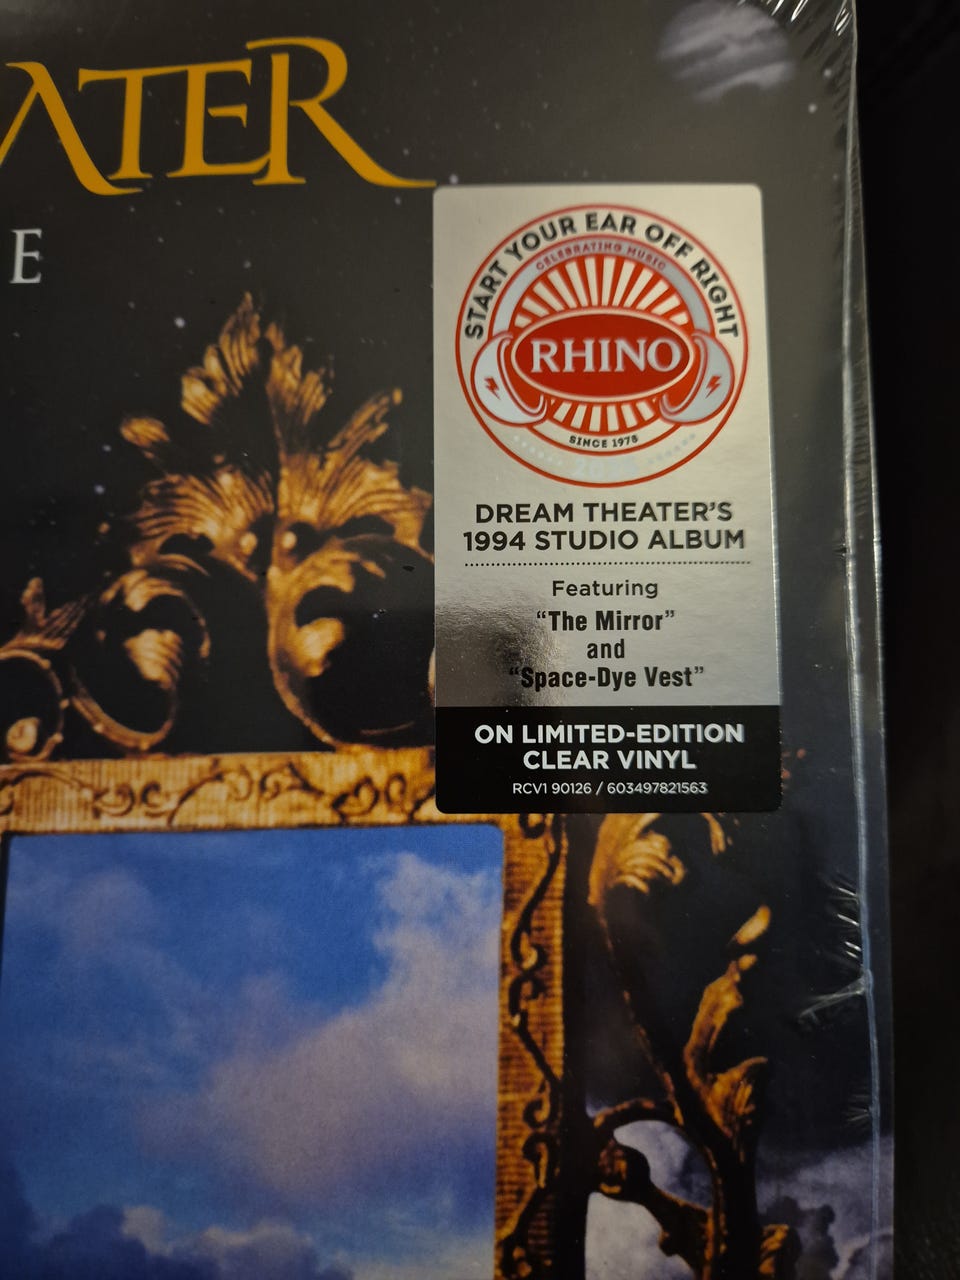 ATER
E
START YOUR EAR OFF RIGHT
CELEBRATING MUSIC
RHINO
SINCE 1978
DREAM THEATER'S
1994 STUDIO ALBUM
Featuring
"The Mirror"
and
"Space-Dye Vest"
ON LIMITED-EDITION
CLEAR VINYL
RCV1 90126 / 603497821563